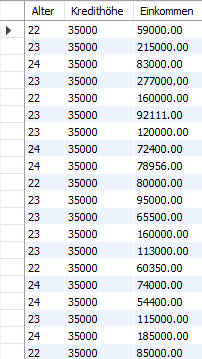 Alter Kredithöhe Einkommen
22 35000 59000.00
23 35000 215000.00
24 35000 83000.00
23 35000 277000.00
22 35000 160000.00
23 35000 92111.00
23 35000 120000.00
24 35000 72400.00
24 35000 78956.00
22 35000 80000.00
23 35000 95000.00
23 35000 65500.00
23 35000 160000.00
23 35000 113000.00
22 35000 60350.00
24 35000 74000.00
24 35000 54400.00
23 35000 115000.00
24 35000 185000.00
22 35000 85000.00